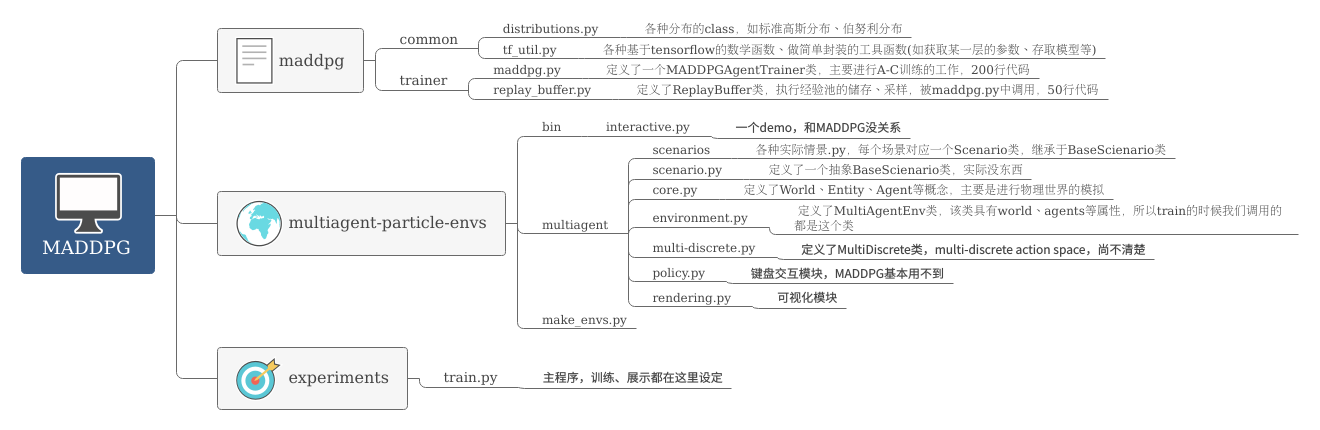 MADDPG
maddpg
common
distributions.py
各种分布的class，如标准高斯分布、伯努利分布
tf_util.py
各种基于tensorflow的数学函数、做简单封装的工具函数(如获取某一层的参数、存取模型等)
trainer
maddpg.py
定义了一个MADDPGAgentTrainer类，主要进行A-C训练的工作，200行代码
replay_buffer.py
定义了ReplayBuffer类，执行经验池的储存、采样，被maddpg.py中调用，50行代码
multiagent-particle-envs
bin
interactive.py
一个demo，和MADDPG没关系
multiagent
scenarios
各种实际情景.py，每个场景对应一个Scenario类，继承于BaseScienario类
scenario.py
定义了一个抽象BaseScienario类，实际没东西
core.py
定义了World、Entity、Agent等概念，主要是进行物理世界的模拟
environment.py
定义了MultiAgentEnv类，该类具有world、agents等属性，所以train的时候我们调用的
都是这个类
multi-discrete.py
定义了MultiDiscrete类，multi-discrete action space，尚不清楚
policy.py
键盘交互模块，MADDPG基本用不到
rendering.py
可视化模块
make_envs.py
experiments
train.py
主程序，训练、展示都在这里设定